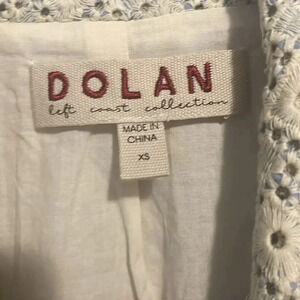 DOLAN
left coast collection
MADE IN
CHINA
XS